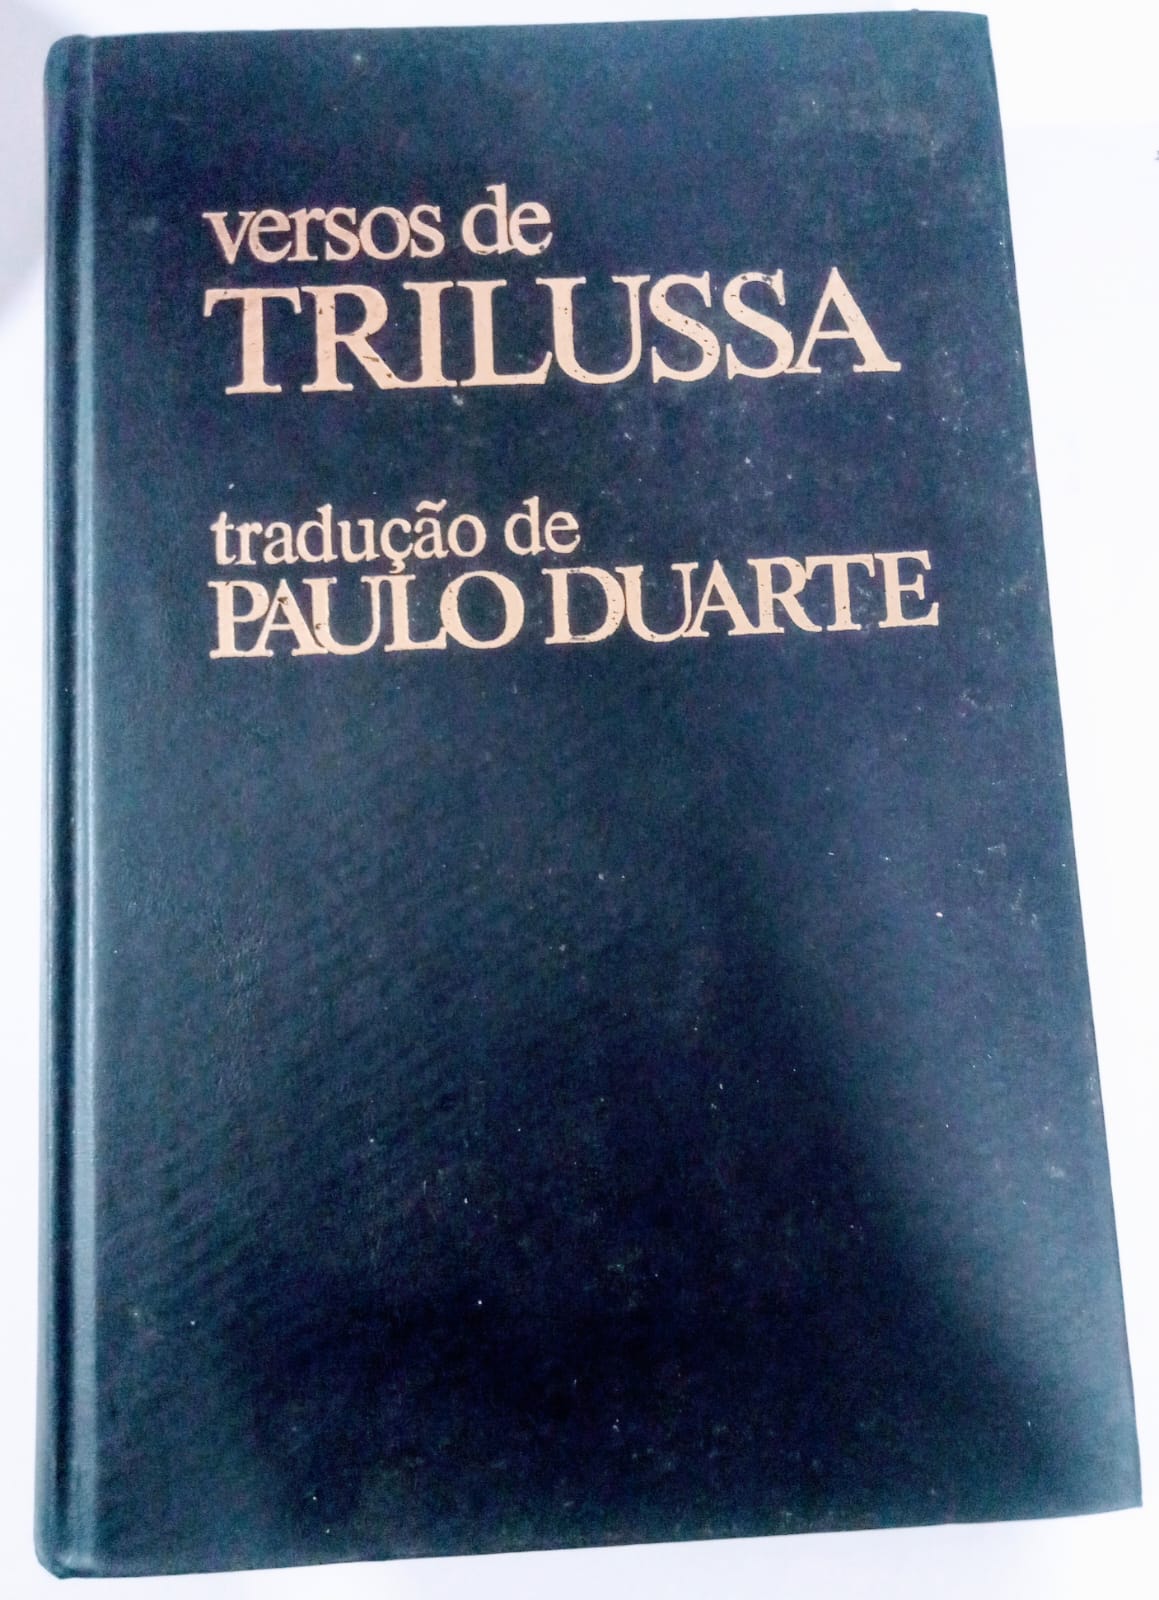 versos de
TRILUSSA
tradução de
PAULO DUARTE